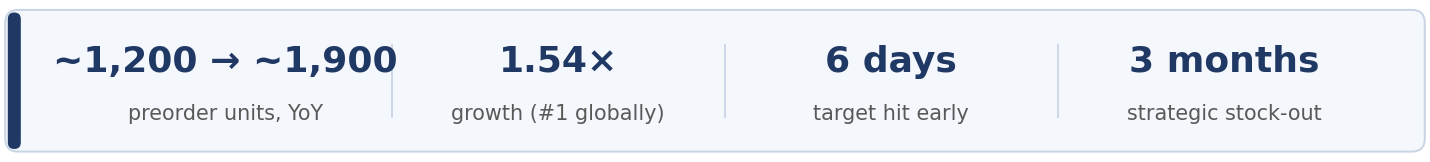 ~1,200 → ~1,900
preorder units, YoY
1.54×
growth (#1 globally)
6 days
target hit early
3 months
strategic stock-out